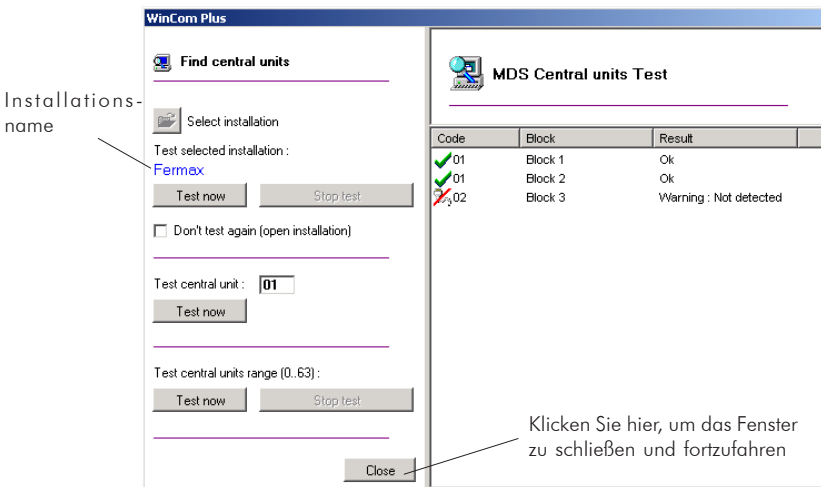 WinCom Plus
Find central units
Installations-
name
Select installation
Test selected installation :
Fermax
Test now
Stop test
Don't test again (open installation)
Test central unit :
01
Test now
Test central units range (0..63) :
Test now
Stop test
Close
MDS Central units Test
Code Block Result
01 Block 1 Ok
01 Block 2 Ok
02 Block 3 Warning : Not detected
Klicken Sie hier, um das Fenster
zu schließen und fortzufahren